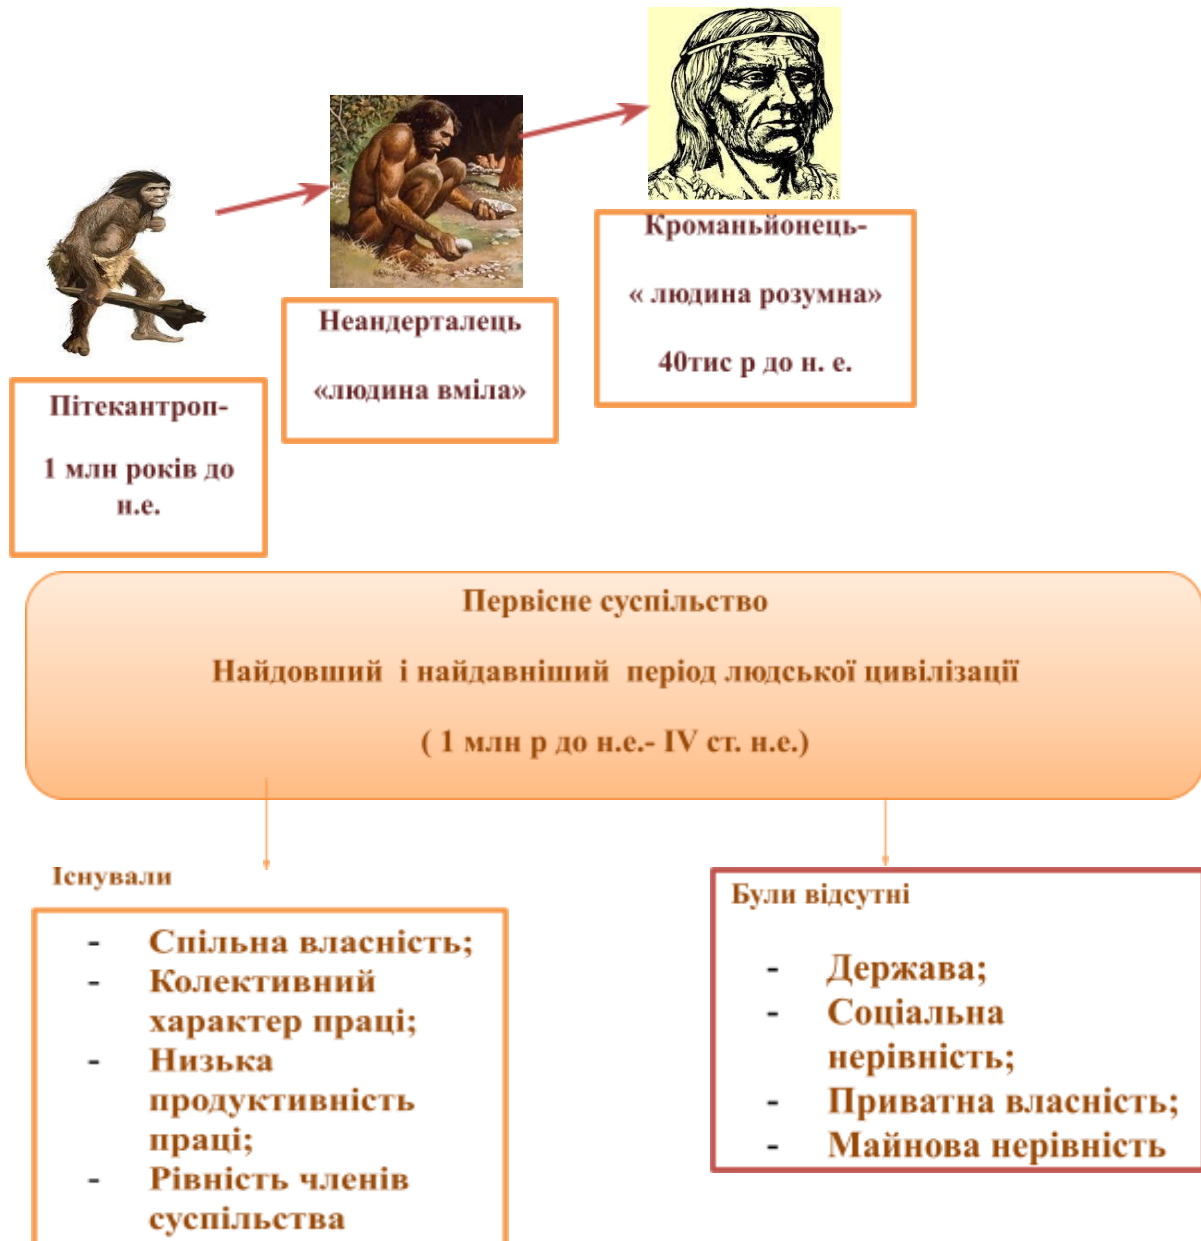 Кроманьйонець-
« людина розумна»
40тис р до н. е.
Неандерталець
«людина вміла»
Пітекантроп-
1 млн років до
н.е.
Первісне суспільство
Найдовший і найдавніший період людської цивілізації
( 1 млн р до н.е.- IV ст. н.е.)
Існували
- Спільна власність;
- Колективний
характер праці;
- Низька
продуктивність
праці;
- Рівність членів
суспільства
Були відсутні
- Держава;
- Соціальна
нерівність;
- Приватна власність;
- Майнова нерівність